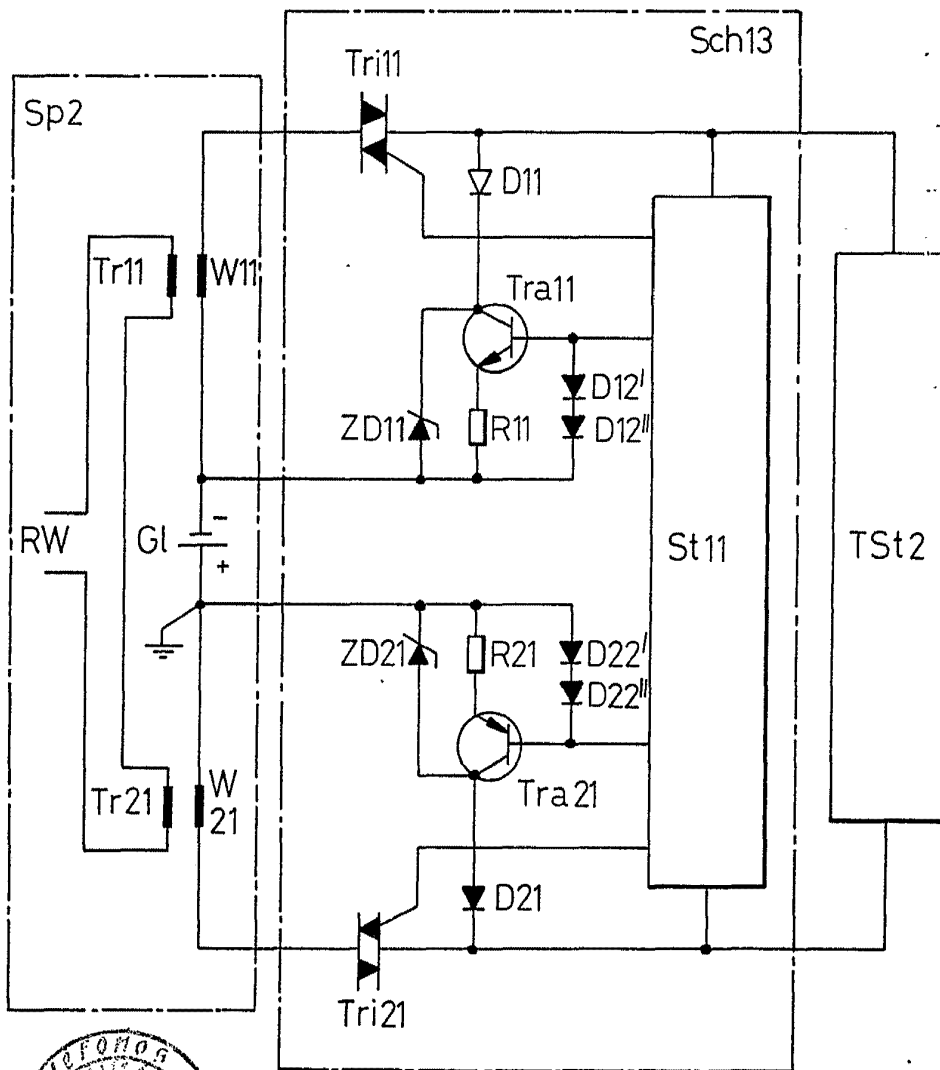 Sch13
Tri11
Sp2
D11
Tr11
W11
Tra11
D12'
ZD11
R11
D12"
RW
Gl
-
+
St11
TSt2
ZD21
R21
D22'
D22"
Tr21
W
21
Tra21
D21
Tri21